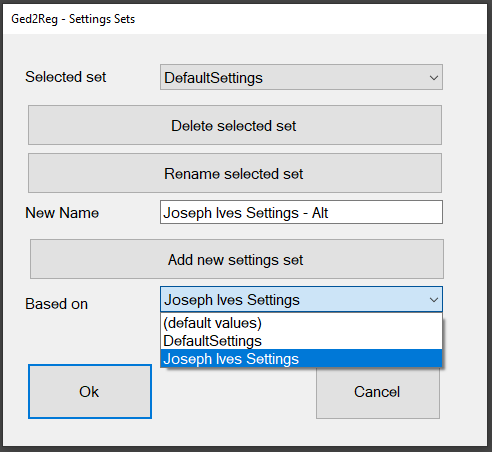 Ged2Reg - Settings Sets
Selected set
DefaultSettings
Delete selected set
Rename selected set
New Name
Joseph Ives Settings - Alt
Add new settings set
Based on
Joseph Ives Settings
(default values)
DefaultSettings
Joseph Ives Settings
Ok
Cancel